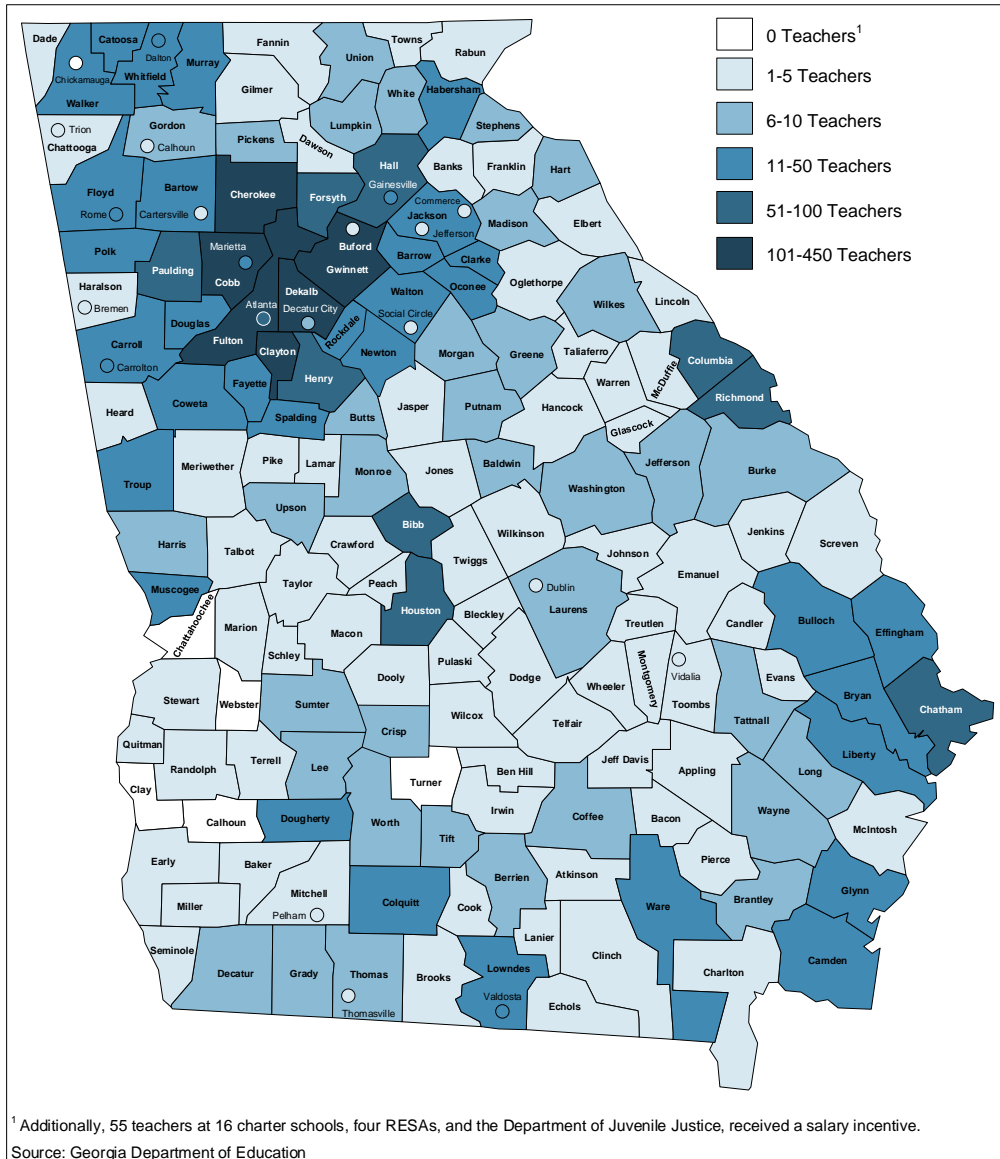 0 Teachers¹
1-5 Teachers
6-10 Teachers
11-50 Teachers
51-100 Teachers
101-450 Teachers
Dade
Catoosa
Dalton
Chickamauga
Whitfield
Murray
Walker
Fannin
Gilmer
Union
Towns
Rabun
White
Habersham
Lumpkin
Stephens
Trion
Chattooga
Gordon
Calhoun
Pickens
Dawson
Hall
Gainesville
Banks
Franklin
Hart
Floyd
Rome
Bartow
Cartersville
Cherokee
Forsyth
Commerce
Jackson
Jefferson
Madison
Elbert
Polk
Paulding
Marietta
Cobb
Buford
Gwinnett
Barrow
Clarke
Oconee
Oglethorpe
Wilkes
Lincoln
Haralson
Bremen
Douglas
Atlanta
Fulton
Dekalb
Decatur City
Rockdale
Walton
Social Circle
Carroll
Carrolton
Clayton
Henry
Newton
Morgan
Greene
Taliaferro
McDuffie
Columbia
Richmond
Warren
Heard
Coweta
Fayette
Spalding
Butts
Jasper
Putnam
Hancock
Glascock
Troup
Meriwether
Pike
Lamar
Monroe
Jones
Baldwin
Washington
Jefferson
Burke
Upson
Bibb
Wilkinson
Harris
Talbot
Crawford
Twiggs
Johnson
Jenkins
Screven
Muscogee
Taylor
Peach
Houston
Bleckley
Dublin
Laurens
Emanuel
Treutlen
Candler
Bulloch
Effingham
Chattahoochee
Marion
Schley
Macon
Pulaski
Dodge
Wheeler
Montgomery
Vidalia
Toombs
Evans
Tattnall
Bryan
Chatham
Stewart
Webster
Sumter
Dooly
Crisp
Wilcox
Telfair
Liberty
Long
Quitman
Randolph
Terrell
Lee
Turner
Ben Hill
Jeff Davis
Appling
Clay
Calhoun
Dougherty
Worth
Tift
Irwin
Coffee
Bacon
Wayne
McIntosh
Early
Baker
Mitchell
Pelham
Miller
Colquitt
Cook
Berrien
Atkinson
Pierce
Ware
Brantley
Glynn
Seminole
Decatur
Grady
Thomas
Thomasville
Brooks
Lowndes
Valdosta
Lanier
Clinch
Echols
Charlton
Camden
¹ Additionally, 55 teachers at 16 charter schools, four RESAs, and the Department of Juvenile Justice, received a salary incentive.
Source: Georgia Department of Education